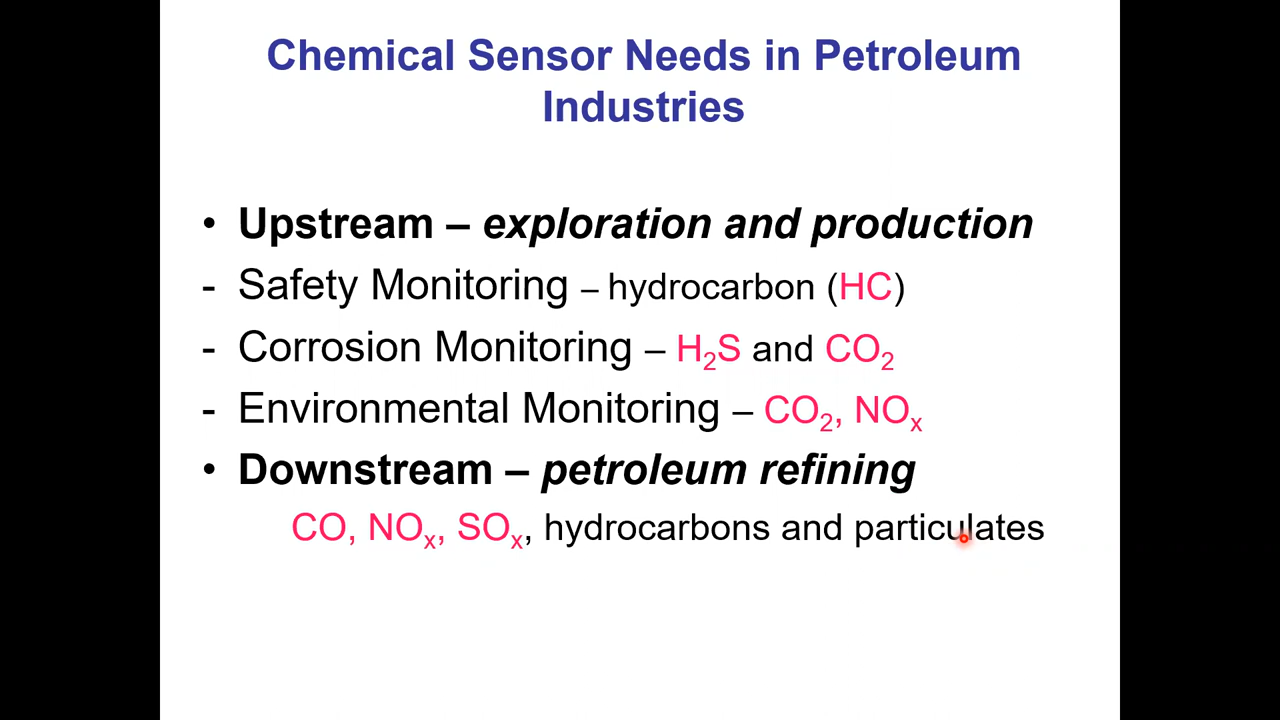 Chemical Sensor Needs in Petroleum
Industries
• Upstream – exploration and production
- Safety Monitoring – hydrocarbon (HC)
- Corrosion Monitoring – H₂S and CO₂
- Environmental Monitoring – CO₂, NOₓ
• Downstream – petroleum refining
CO, NOₓ, SOₓ, hydrocarbons and particulates